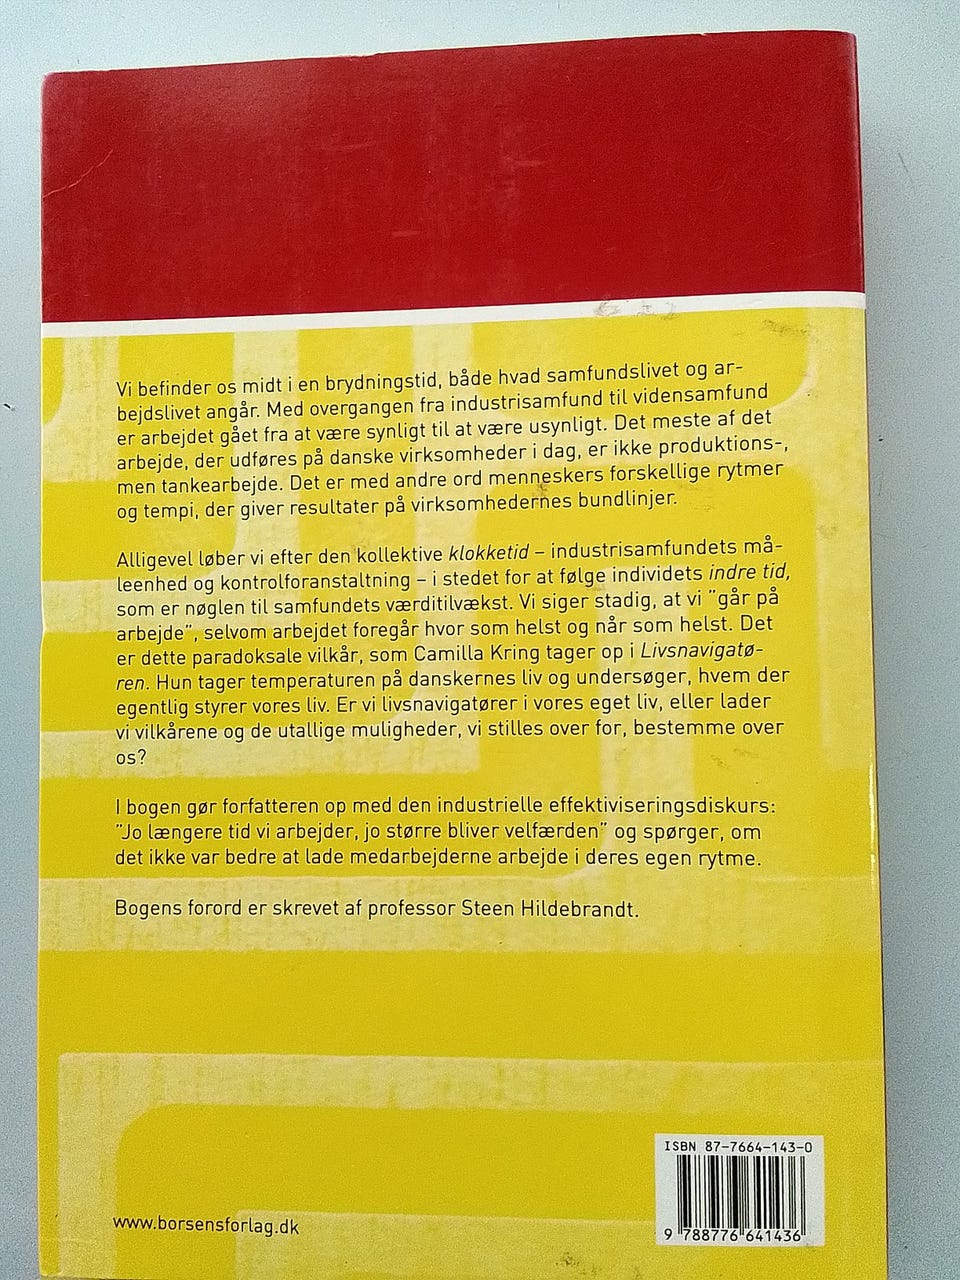 Vi befinder os midt i en brydningstid, både hvad samfundslivet og ar-
bejdslivet angår. Med overgangen fra industrisamfund til vidensamfund
er arbejdet gået fra at være synligt til at være usynligt. Det meste af det
arbejde, der udføres på danske virksomheder i dag, er ikke produktions-,
men tankearbejde. Det er med andre ord menneskers forskellige rytmer
og tempi, der giver resultater på virksomhedernes bundlinjer.
Alligevel løber vi efter den kollektive klokketid – industrisamfundets må-
leenhed og kontrolforanstaltning – i stedet for at følge individets indre tid,
som er nøglen til samfundets værditilvækst. Vi siger stadig, at vi ”går på
arbejde”, selvom arbejdet foregår hvor som helst og når som helst. Det
er dette paradoksale vilkår, som Camilla Kring tager op i Livsnavigatø-
ren. Hun tager temperaturen på danskernes liv og undersøger, hvem der
egentlig styrer vores liv. Er vi livsnavigatører i vores eget liv, eller lader
vi vilkårene og de utallige muligheder, vi stilles over for, bestemme over
os?
I bogen gør forfatteren op med den industrielle effektiviseringsdiskurs:
”Jo længere tid vi arbejder, jo større bliver velfærden” og spørger, om
det ikke var bedre at lade medarbejderne arbejde i deres egen rytme.
Bogens forord er skrevet af professor Steen Hildebrandt.
ISBN 87-7664-143-0
9 788776 641436
www.borsensforlag.dk